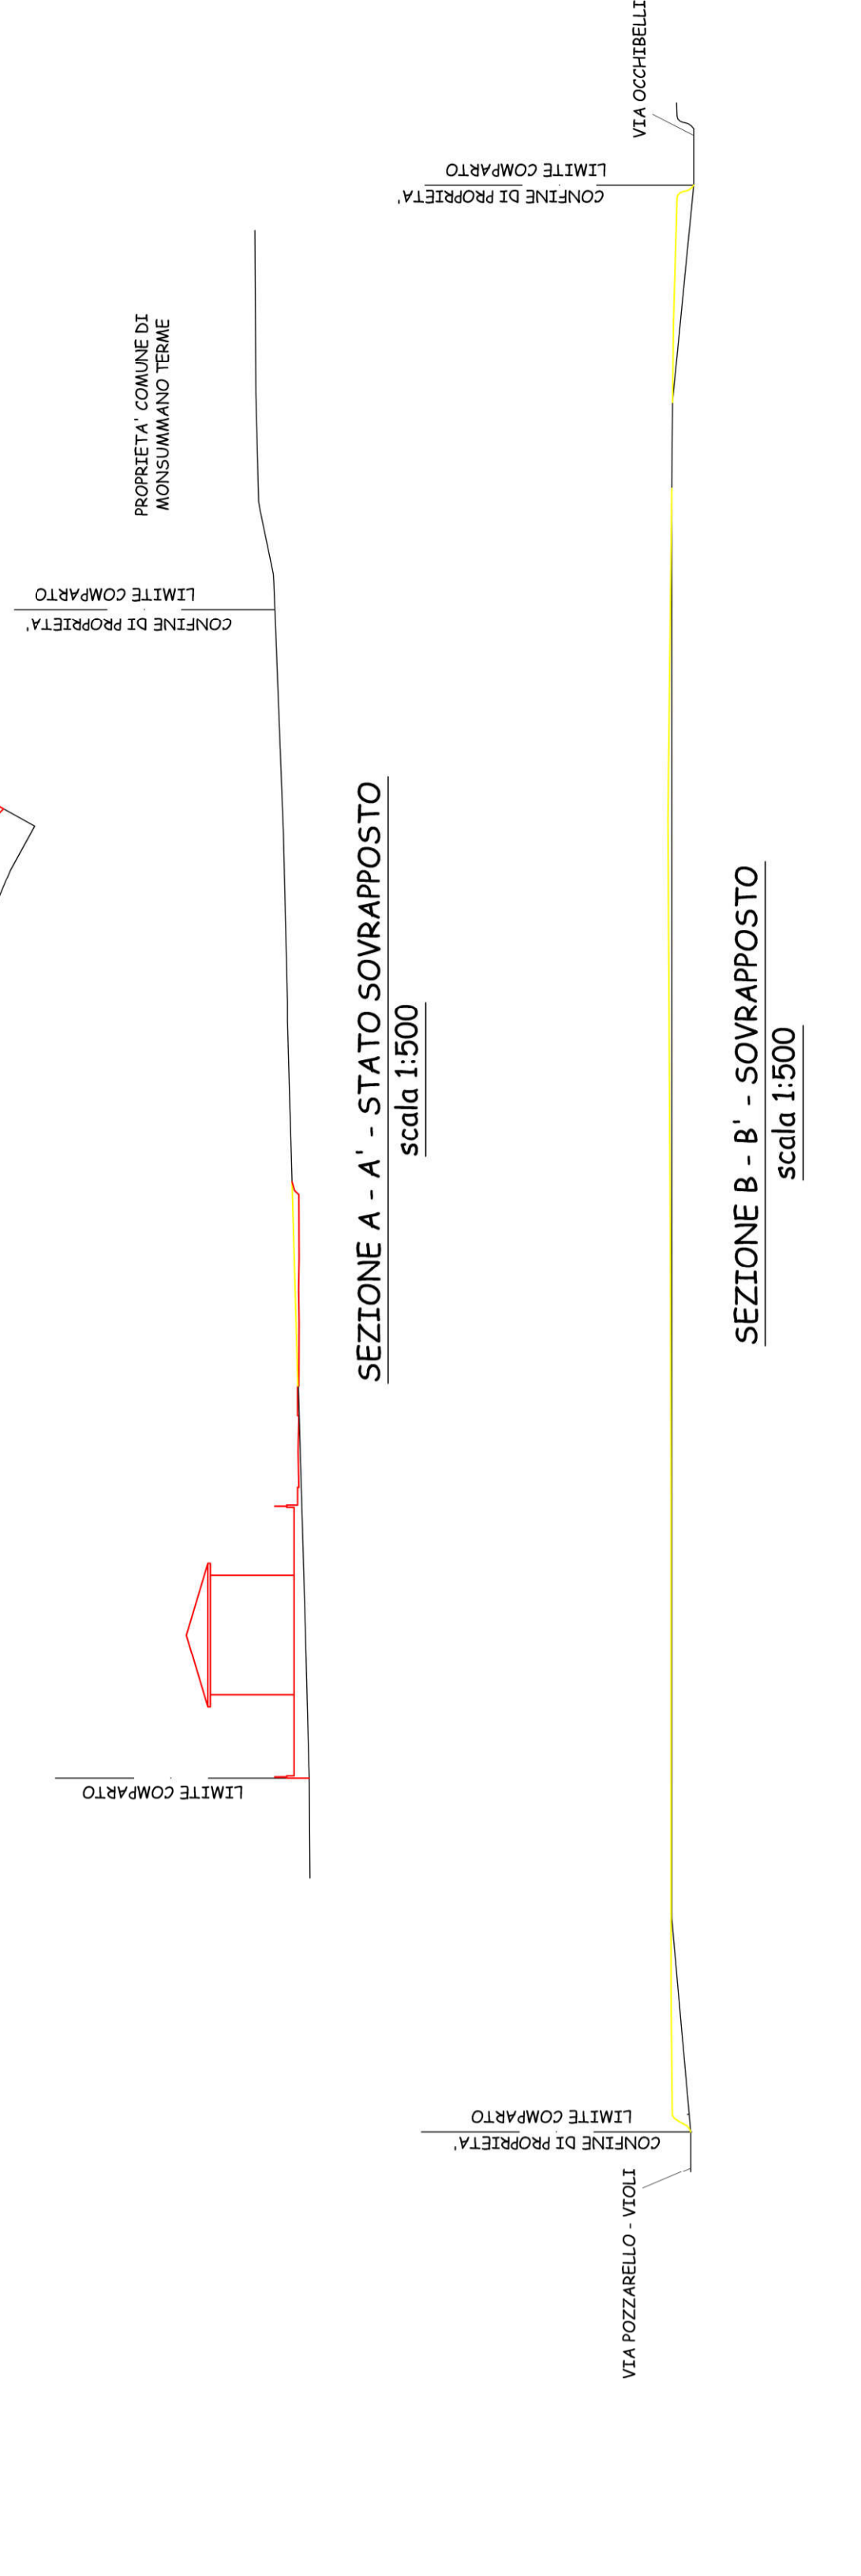 PROPRIETA' COMUNE DI
MONSUMMANO TERME
LIMITE COMPARTO
CONFINE DI PROPRIETA'
LIMITE COMPARTO
SEZIONE A - A' - STATO SOVRAPPOSTO
scala 1:500
VIA OCCHIBELLI
LIMITE COMPARTO
CONFINE DI PROPRIETA'
LIMITE COMPARTO
CONFINE DI PROPRIETA'
VIA POZZARELLO - VIOLI
SEZIONE B - B' - SOVRAPPOSTO
scala 1:500